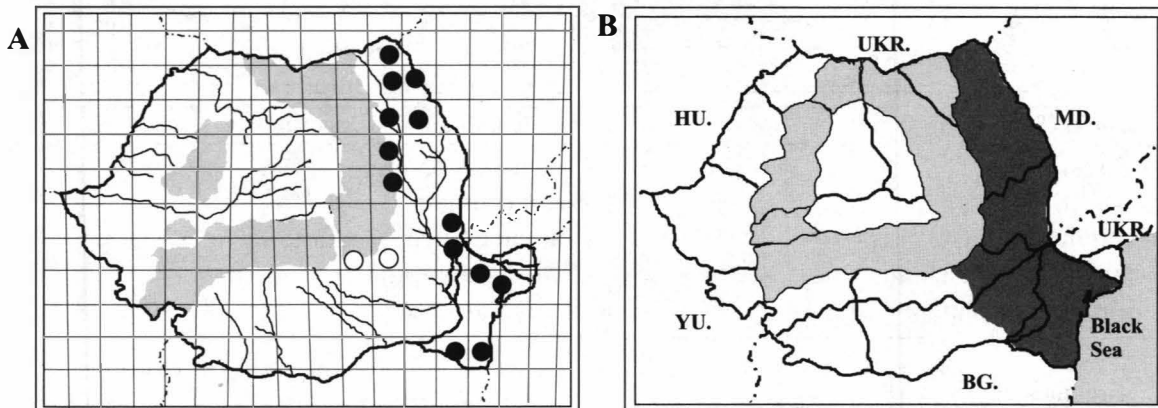 A
B
UKR.
HU.
MD.
UKR.
YU.
Black
Sea
BG.